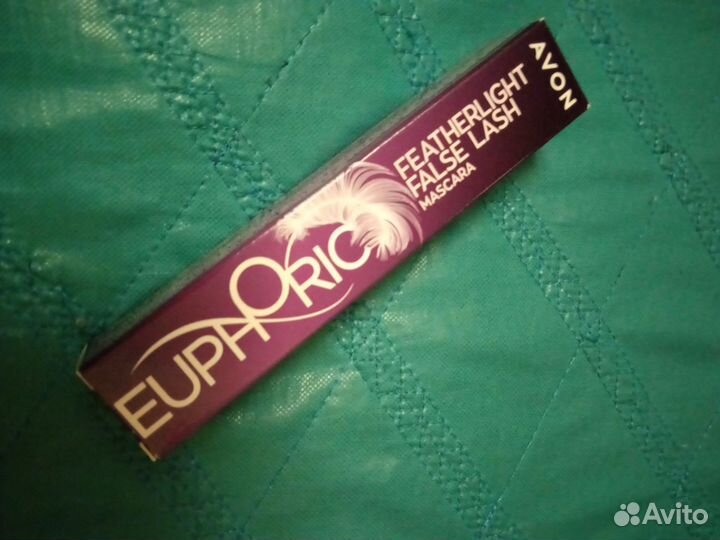 EUPHORIC
FEATHERLIGHT
FALSE LASH
MASCARA
AVON
Avito